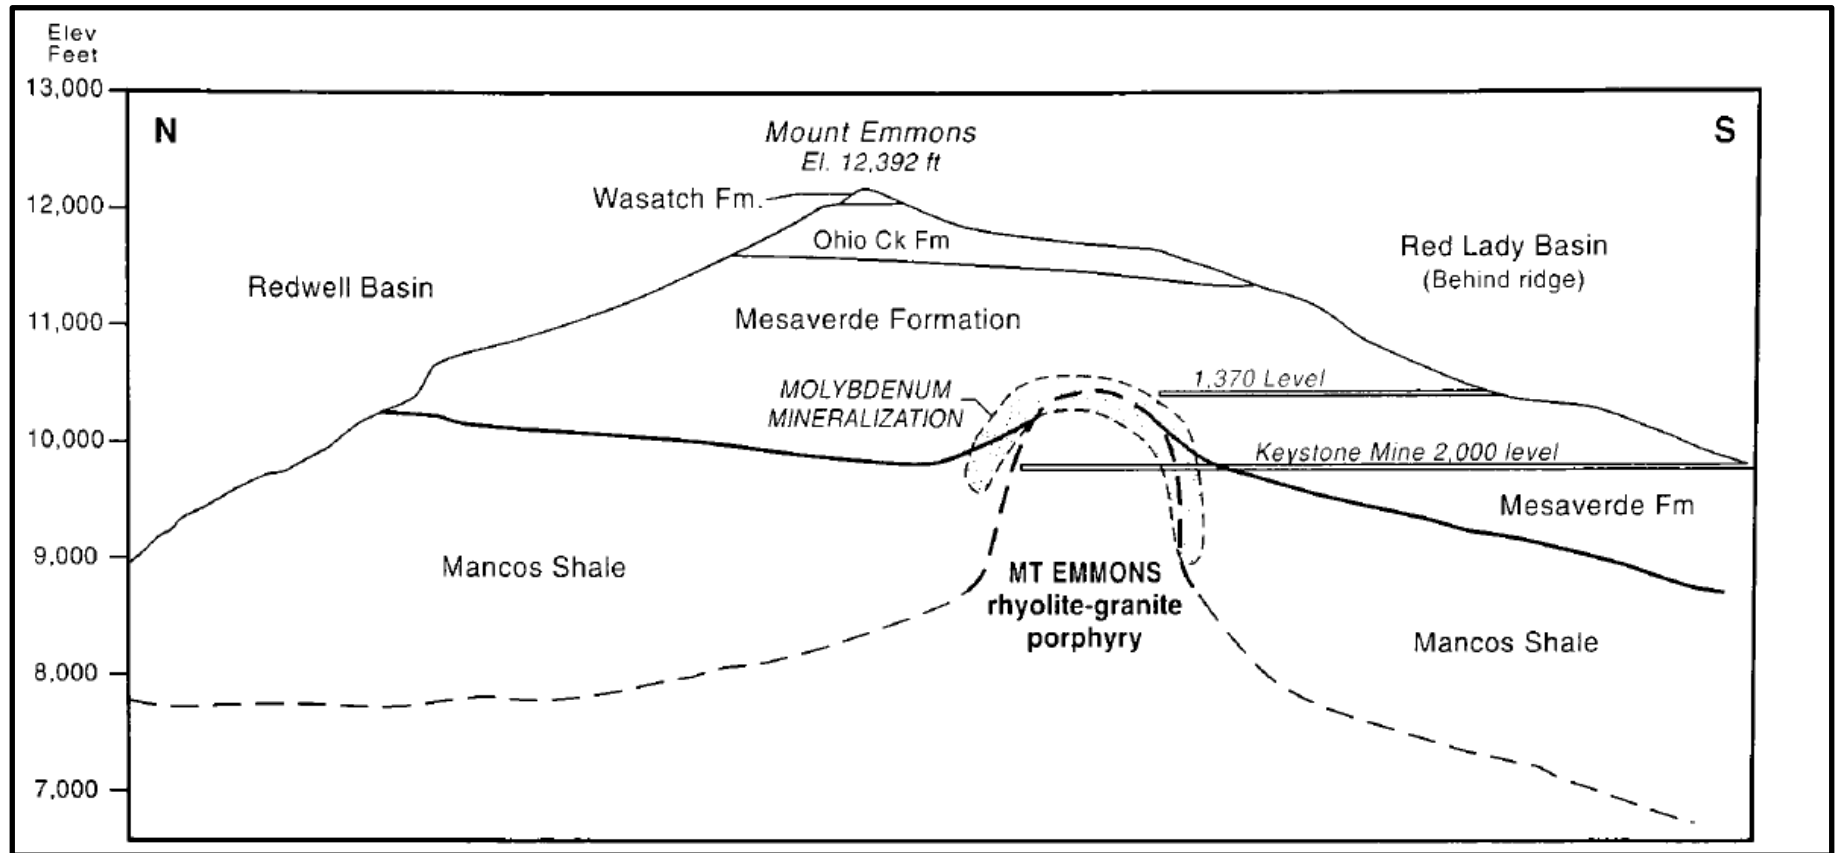 Elev
Feet
13,000
N
S
Mount Emmons
El. 12,392 ft
12,000
Wasatch Fm.
Ohio Ck Fm
Red Lady Basin
(Behind ridge)
Redwell Basin
11,000
Mesaverde Formation
1,370 Level
MOLYBDENUM
MINERALIZATION
10,000
Keystone Mine 2,000 level
Mesaverde Fm
9,000
Mancos Shale
MT EMMONS
rhyolite-granite
porphyry
Mancos Shale
8,000
7,000